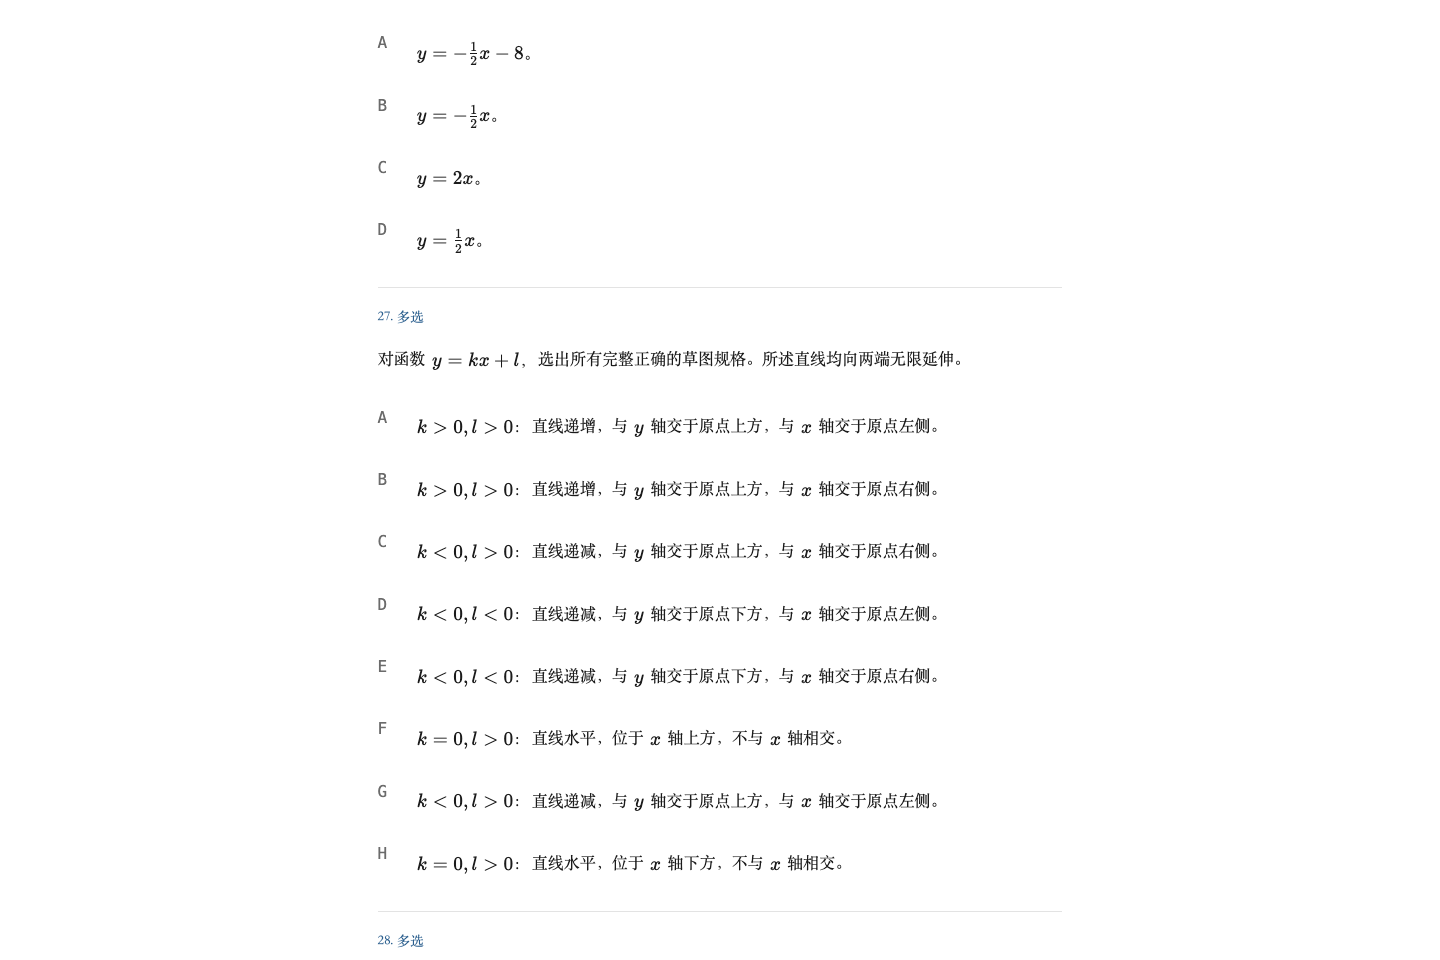 A
y = −1/2x − 8。
B
y = −1/2x。
C
y = 2x。
D
y = 1/2x。
27. 多选
对函数 y = kx + l，选出所有完整正确的草图规格。所述直线均向两端无限延伸。
A
k > 0, l > 0：直线递增，与 y 轴交于原点上方，与 x 轴交于原点左侧。
B
k > 0, l > 0：直线递增，与 y 轴交于原点上方，与 x 轴交于原点右侧。
C
k < 0, l > 0：直线递减，与 y 轴交于原点上方，与 x 轴交于原点右侧。
D
k < 0, l < 0：直线递减，与 y 轴交于原点下方，与 x 轴交于原点左侧。
E
k < 0, l < 0：直线递减，与 y 轴交于原点下方，与 x 轴交于原点右侧。
F
k = 0, l > 0：直线水平，位于 x 轴上方，不与 x 轴相交。
G
k < 0, l > 0：直线递减，与 y 轴交于原点上方，与 x 轴交于原点左侧。
H
k = 0, l > 0：直线水平，位于 x 轴下方，不与 x 轴相交。
28. 多选